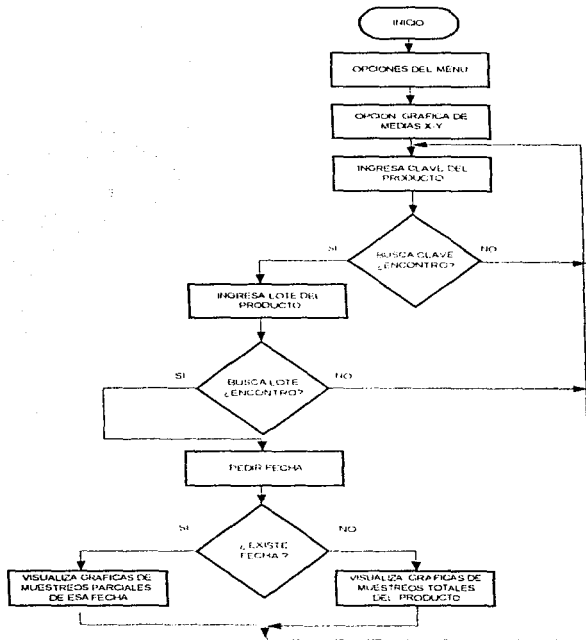 INICIO
OPCIONES DEL MENU
OPCION GRAFICA DE
MEDIAS X-Y
INGRESA CLAVE DEL
PRODUCTO
SI
BUSCA CLAVE
¿ENCONTRO?
NO
INGRESA LOTE DEL
PRODUCTO
SI
BUSCA LOTE
¿ENCONTRO?
NO
PEDIR FECHA
SI
¿EXISTE
FECHA?
NO
VISUALIZA GRAFICAS DE
MUESTREOS PARCIALES
DE ESA FECHA
VISUALIZA GRAFICAS DE
MUESTREOS TOTALES
DEL PRODUCTO